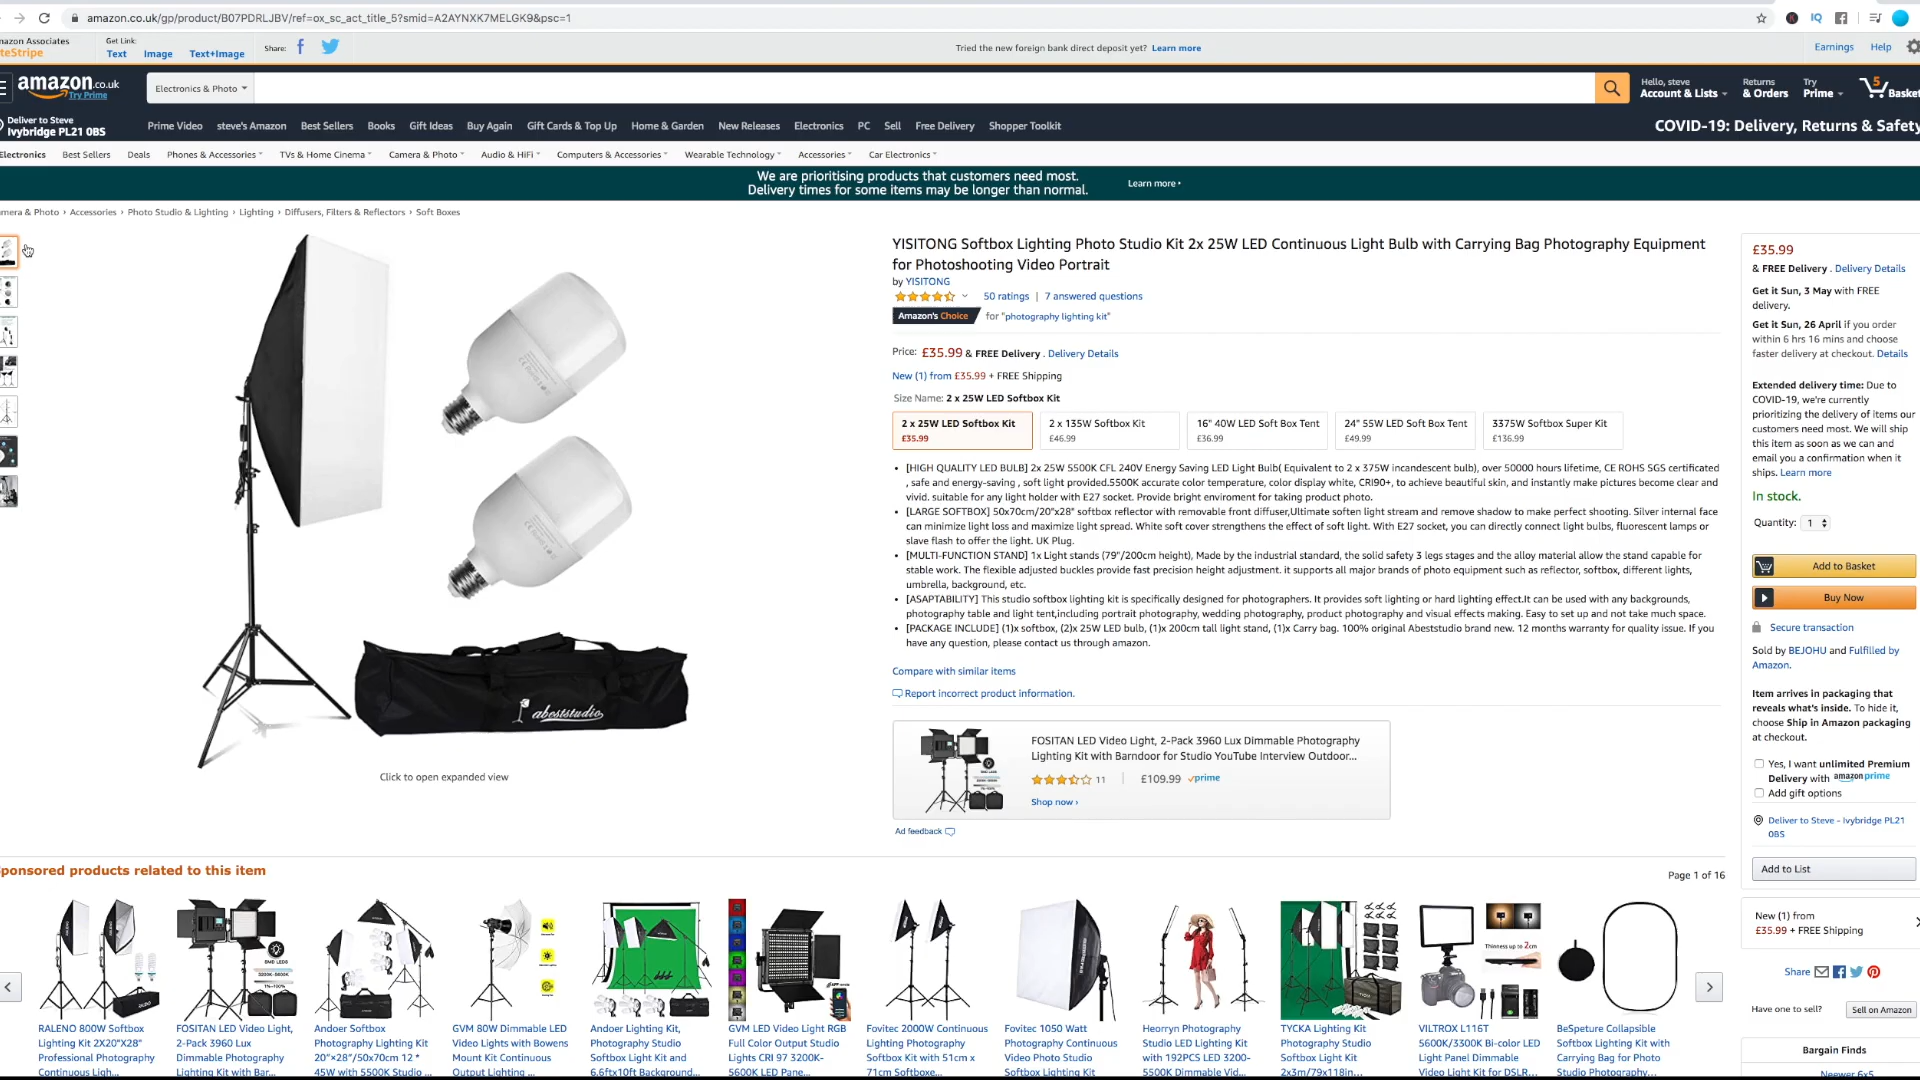 amazon.co.uk/gp/product/B07PDRLJBV/ref=ox_sc_act_title_5?smid=A2AYNXK7MELGK9&psc=1
Get Link:
Text Image Text+Image
Share:
Tried the new foreign bank direct deposit yet? Learn more
Earnings Help
amazon.co.uk
Try Prime
Electronics & Photo
Hello, steve
Account & Lists
Returns
& Orders
Try
Prime
5
Basket
Deliver to Steve
Ivybridge PL21 0BS
Prime Video steve's Amazon Best Sellers Books Gift Ideas Buy Again Gift Cards & Top Up Home & Garden New Releases Electronics PC Sell Free Delivery Shopper Toolkit
COVID-19: Delivery, Returns & Safety
Electronics Best Sellers Deals Phones & Accessories TVs & Home Cinema Camera & Photo Audio & HiFi Computers & Accessories Wearable Technology Accessories Car Electronics
We are prioritising products that customers need most.
Delivery times for some items may be longer than normal.
Learn more
mera & Photo › Accessories › Photo Studio & Lighting › Lighting › Diffusers, Filters & Reflectors › Soft Boxes
abeststudio
Click to open expanded view
YISITONG Softbox Lighting Photo Studio Kit 2x 25W LED Continuous Light Bulb with Carrying Bag Photography Equipment
for Photoshooting Video Portrait
by YISITONG
50 ratings | 7 answered questions
Amazon's Choice for "photography lighting kit"
Price: £35.99 & FREE Delivery . Delivery Details
New (1) from £35.99 + FREE Shipping
Size Name: 2 x 25W LED Softbox Kit
2 x 25W LED Softbox Kit
£35.99
2 x 135W Softbox Kit
£46.99
16" 40W LED Soft Box Tent
£36.99
24" 55W LED Soft Box Tent
£49.99
3375W Softbox Super Kit
£136.99
• [HIGH QUALITY LED BULB] 2x 25W 5500K CFL 240V Energy Saving LED Light Bulb( Equivalent to 2 x 375W incandescent bulb), over 50000 hours lifetime, CE ROHS SGS certificated
, safe and energy-saving , soft light provided.5500K accurate color temperature, color display white, CRI90+, to achieve beautiful skin, and instantly make pictures become clear and
vivid. suitable for any light holder with E27 socket. Provide bright enviroment for taking product photo.
• [LARGE SOFTBOX] 50x70cm/20"x28" softbox reflector with removable front diffuser,Ultimate soften light stream and remove shadow to make perfect shooting. Silver internal face
can minimize light loss and maximize light spread. White soft cover strengthens the effect of soft light. With E27 socket, you can directly connect light bulbs, fluorescent lamps or
slave flash to offer the light. UK Plug.
• [MULTI-FUNCTION STAND] 1x Light stands (79"/200cm height), Made by the industrial standard, the solid safety 3 legs stages and the alloy material allow the stand capable for
stable work. The flexible adjusted buckles provide fast precision height adjustment. it supports all major brands of photo equipment such as reflector, softbox, different lights,
umbrella, background, etc.
• [ASAPTABILITY] This studio softbox lighting kit is specifically designed for photographers. It provides soft lighting or hard lighting effect.It can be used with any backgrounds,
photography table and light tent,including portrait photography, wedding photography, product photography and visual effects making. Easy to set up and not take much space.
• [PACKAGE INCLUDE] (1)x softbox, (2)x 25W LED bulb, (1)x 200cm tall light stand, (1)x Carry bag. 100% original Abeststudio brand new. 12 months warranty for quality issue. If you
have any question, please contact us through amazon.
Compare with similar items
Report incorrect product information.
FOSITAN LED Video Light, 2-Pack 3960 Lux Dimmable Photography
Lighting Kit with Barndoor for Studio YouTube Interview Outdoor...
11 | £109.99 prime
Shop now ›
Ad feedback
£35.99
& FREE Delivery . Delivery Details
Get it Sun, 3 May with FREE
delivery.
Get it Sun, 26 April if you order
within 6 hrs 16 mins and choose
faster delivery at checkout. Details
Extended delivery time: Due to
COVID-19, we're currently
prioritizing the delivery of items our
customers need most. We will ship
this item as soon as we can and
email you a confirmation when it
ships. Learn more
In stock.
Quantity: 1
Add to Basket
Buy Now
Secure transaction
Sold by BEJOHU and Fulfilled by
Amazon.
Item arrives in packaging that
reveals what's inside. To hide it,
choose Ship in Amazon packaging
at checkout.
Yes, I want unlimited Premium
Delivery with amazon prime
Add gift options
Deliver to Steve - Ivybridge PL21
0BS
Add to List
New (1) from
£35.99 + FREE Shipping
Share
Have one to sell? Sell on Amazon
Bargain Finds
Neewer 6x5
ponsored products related to this item
Page 1 of 16
RALENO 800W Softbox
Lighting Kit 2X20"X28"
Professional Photography
Continuous Ligh...
FOSITAN LED Video Light,
2-Pack 3960 Lux
Dimmable Photography
Lighting Kit with Bar...
Andoer Softbox
Photography Lighting Kit
20"×28"/50x70cm 12 *
45W with 5500K Studio ...
GVM 80W Dimmable LED
Video Lights with Bowens
Mount Kit Continuous
Output Lighting ...
Andoer Lighting Kit,
Photography Studio
Softbox Light Kit and
6.6ftx10ft Background...
GVM LED Video Light RGB
Full Color Output Studio
Lights CRI 97 3200K-
5600K LED Pane...
Fovitec 2000W Continuous
Lighting Photography
Softbox Kit with 51cm x
71cm Softboxe...
Fovitec 1050 Watt
Photography Continuous
Video Photo Studio
Softbox Lighting Kit
Heorryn Photography
Studio LED Lighting Kit
with 192PCS LED 3200-
5500K Dimmable Vid...
TYCKA Lighting Kit
Photography Studio
Softbox Light Kit
2x3m/79x118in...
VILTROX L116T
5600K/3300K Bi-color LED
Light Panel Dimmable
Video Light Kit for DSLR...
BeSpeture Collapsible
Softbox Lighting Kit with
Carrying Bag for Photo
Studio Photography...